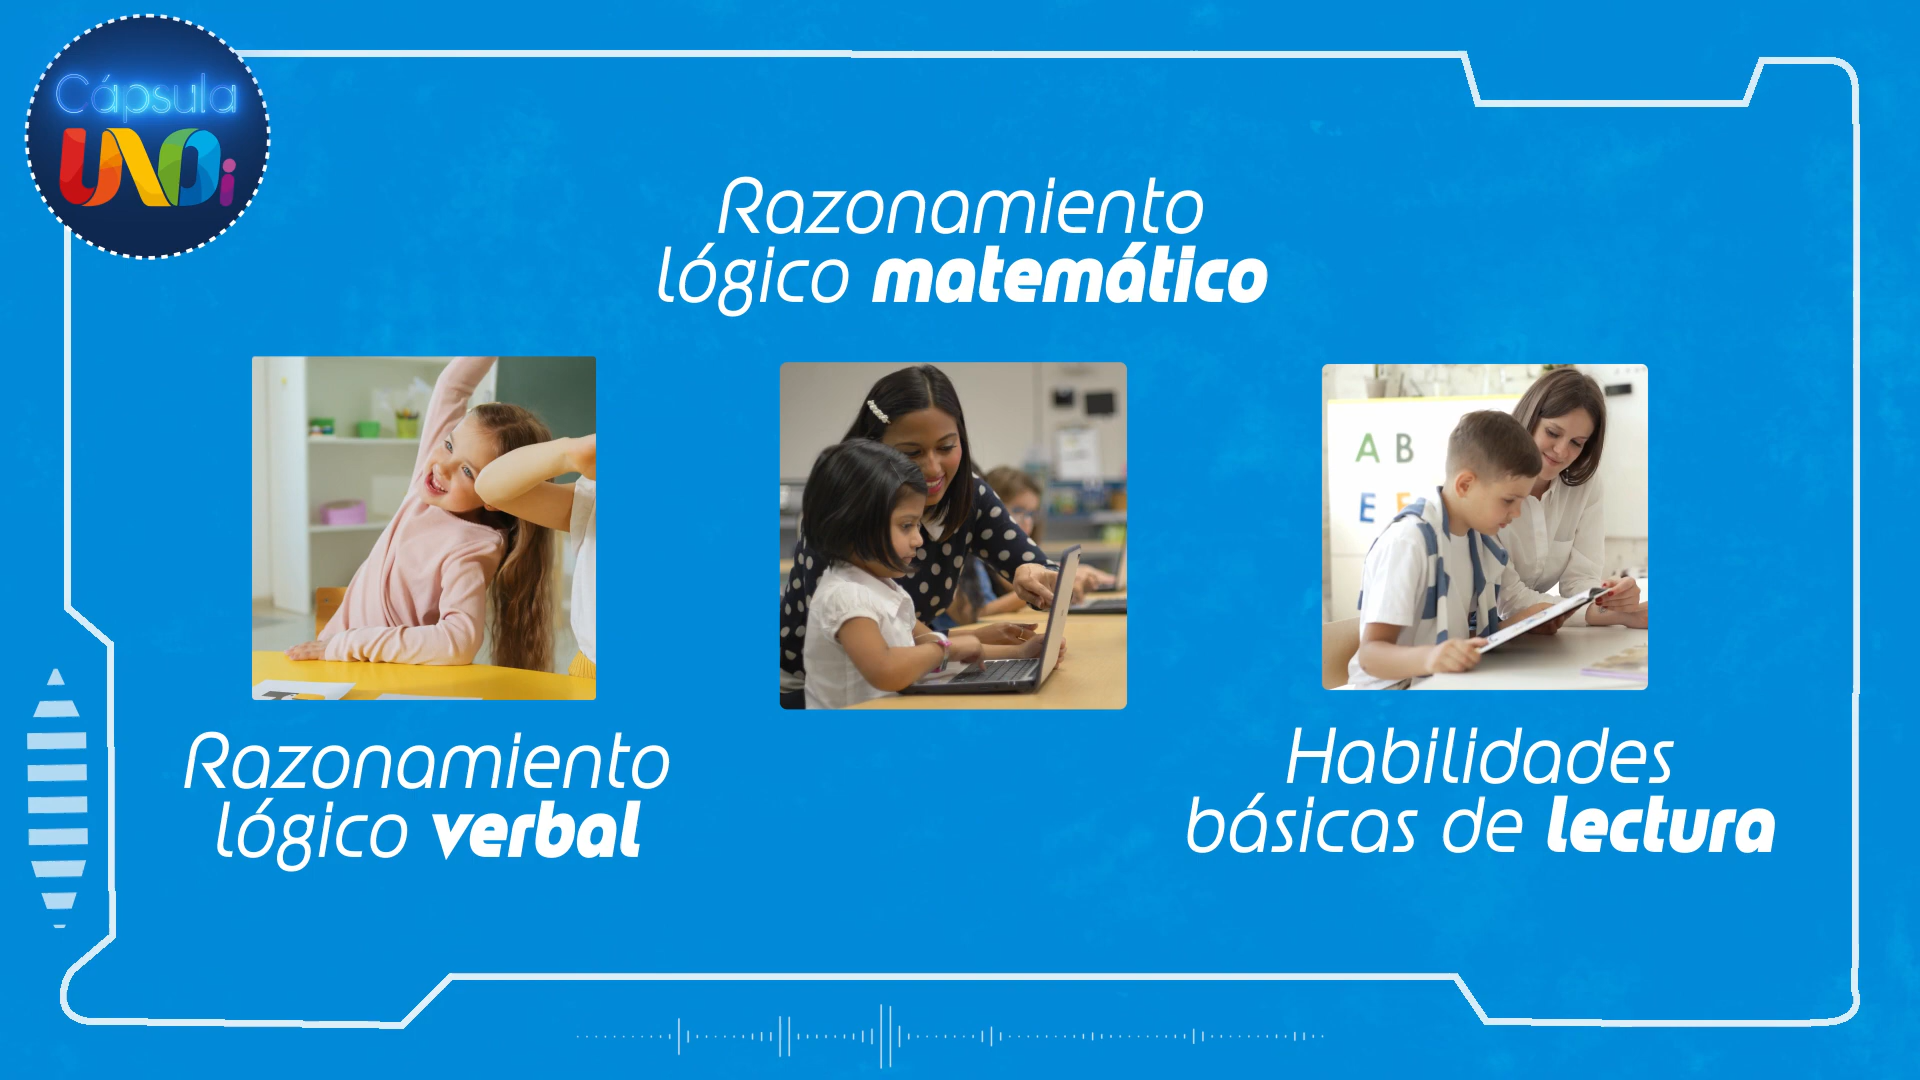 Cápsula
UNOi
Razonamiento
lógico matemático
A B
E F
Razonamiento
lógico verbal
Habilidades
básicas de lectura